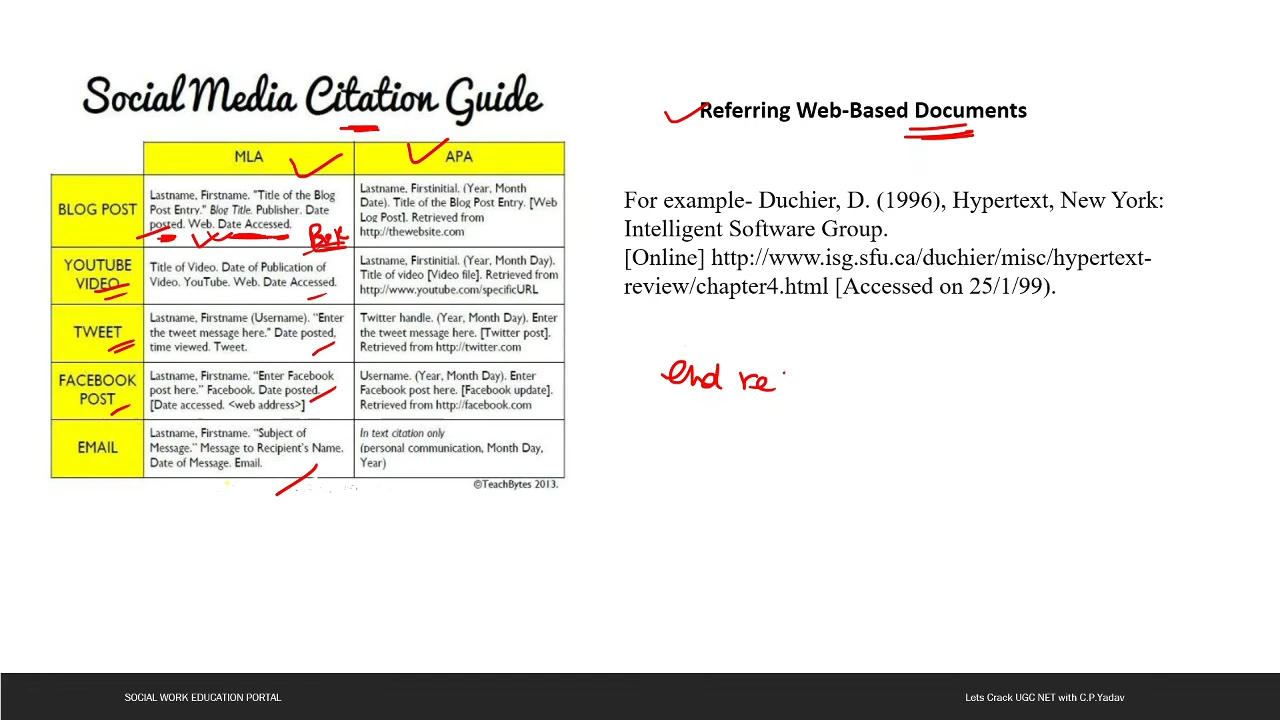 Social Media Citation Guide
MLA
APA
BLOG POST
Lastname, Firstname. "Title of the Blog
Post Entry." Blog Title. Publisher. Date
posted. Web. Date Accessed.
Lastname, Firstinitial. (Year, Month
Date). Title of the Blog Post Entry. [Web
Log Post]. Retrieved from
http://thewebsite.com
YOUTUBE
VIDEO
Title of Video. Date of Publication of
Video. YouTube. Web. Date Accessed.
Lastname, Firstinitial. (Year, Month Day).
Title of video [Video file]. Retrieved from
http://www.youtube.com/specificURL
TWEET
Lastname, Firstname (Username). "Enter
the tweet message here." Date posted,
time viewed. Tweet.
Twitter handle. (Year, Month Day). Enter
the tweet message here. [Twitter post].
Retrieved from http://twitter.com
FACEBOOK
POST
Lastname, Firstname. "Enter Facebook
post here." Facebook. Date posted.
[Date accessed. <web address>]
Username. (Year, Month Day). Enter
Facebook post here. [Facebook update].
Retrieved from http://facebook.com
EMAIL
Lastname, Firstname. "Subject of
Message." Message to Recipient's Name.
Date of Message. Email.
In text citation only
(personal communication, Month Day,
Year)
©TeachBytes 2013.
Referring Web-Based Documents
For example- Duchier, D. (1996), Hypertext, New York:
Intelligent Software Group.
[Online] http://www.isg.sfu.ca/duchier/misc/hypertext-
review/chapter4.html [Accessed on 25/1/99).
end re
SOCIAL WORK EDUCATION PORTAL
Lets Crack UGC NET with C.P.Yadav